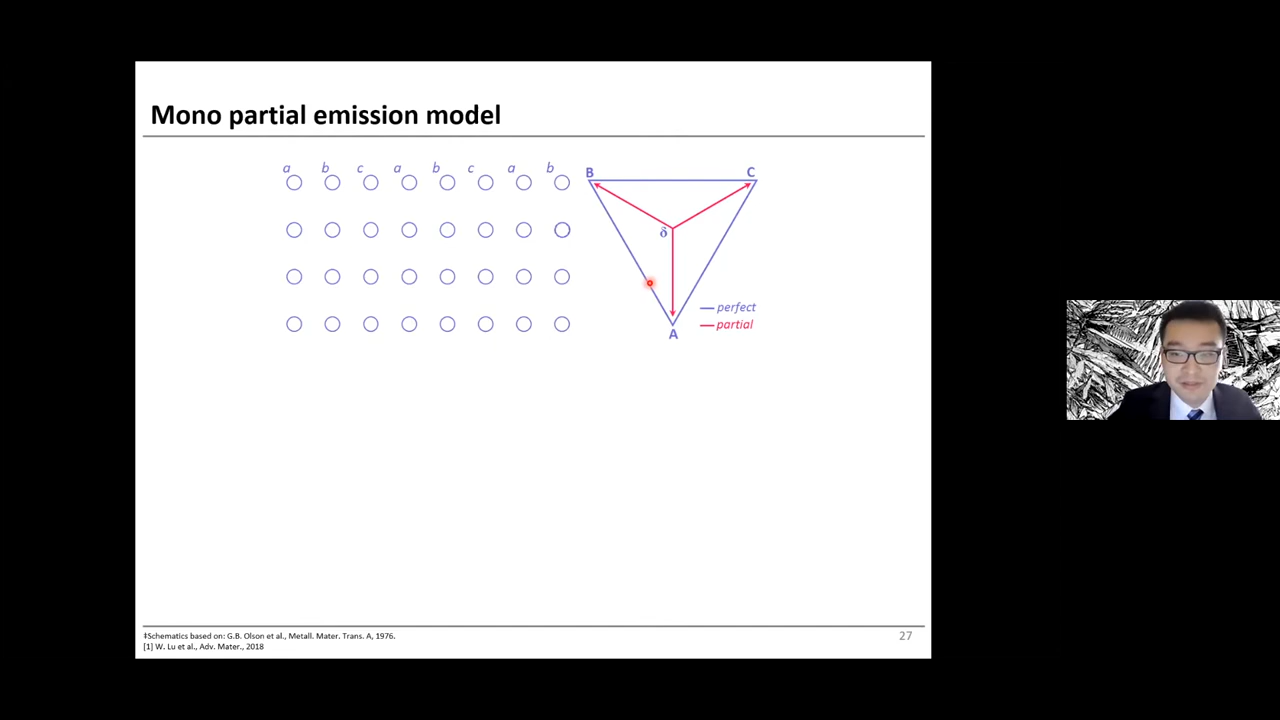 Mono partial emission model
a b c a b c a b
B
C
δ
perfect
partial
A
‡Schematics based on: G.B. Olson et al., Metall. Mater. Trans. A, 1976.
[1] W. Lu et al., Adv. Mater., 2018
27